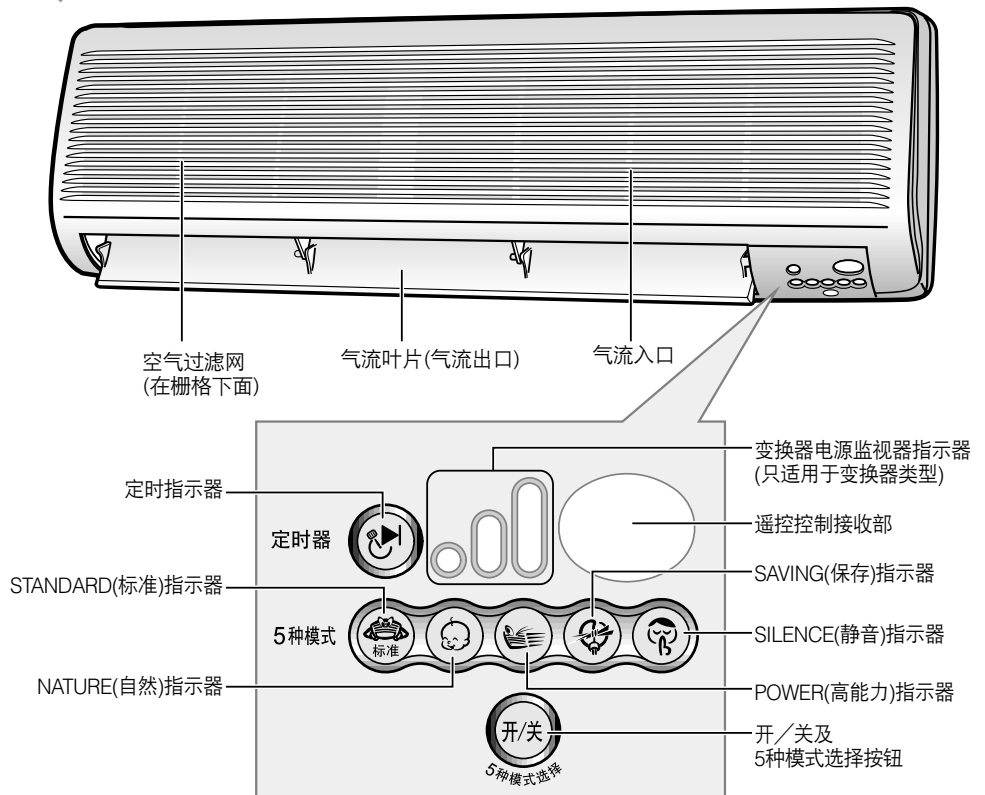 空气过滤网
(在栅格下面)
气流叶片(气流出口)
气流入口
变换器电源监视器指示器
(只适用于变换器类型)
定时指示器
遥控控制接收部
定时器
SAVING(保存)指示器
STANDARD(标准)指示器
5种模式
标准
SILENCE(静音)指示器
NATURE(自然)指示器
POWER(高能力)指示器
开/关
开╱关及
5种模式选择按钮
5种模式选择